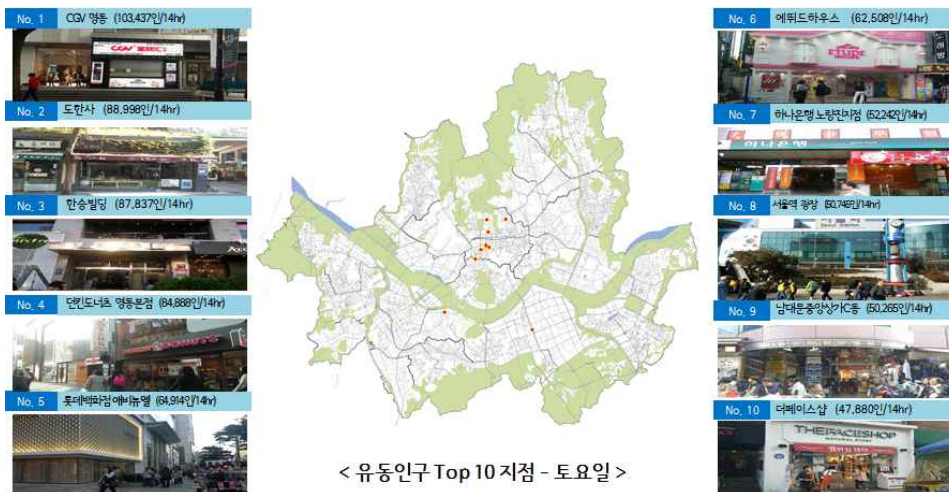 No. 1 CGV 명동 (103,437인/14hr)
CGV
No. 2 도한사 (88,998인/14hr)
No. 3 한승빌딩 (87,837인/14hr)
No. 4 던킨도너츠 명동본점 (84,888인/14hr)
No. 5 롯데백화점애비뉴엘 (64,914인/14hr)
No. 6 에뛰드하우스 (62,508인/14hr)
ETUDE
No. 7 하나은행 노량진지점 (52,242인/14hr)
하나은행
No. 8 서울역 광장 (50,746인/14hr)
No. 9 남대문중앙상가C동 (50,265인/14hr)
No. 10 더페이스샵 (47,880인/14hr)
THEFACESHOP
< 유동인구 Top 10 지점 - 토요일 >